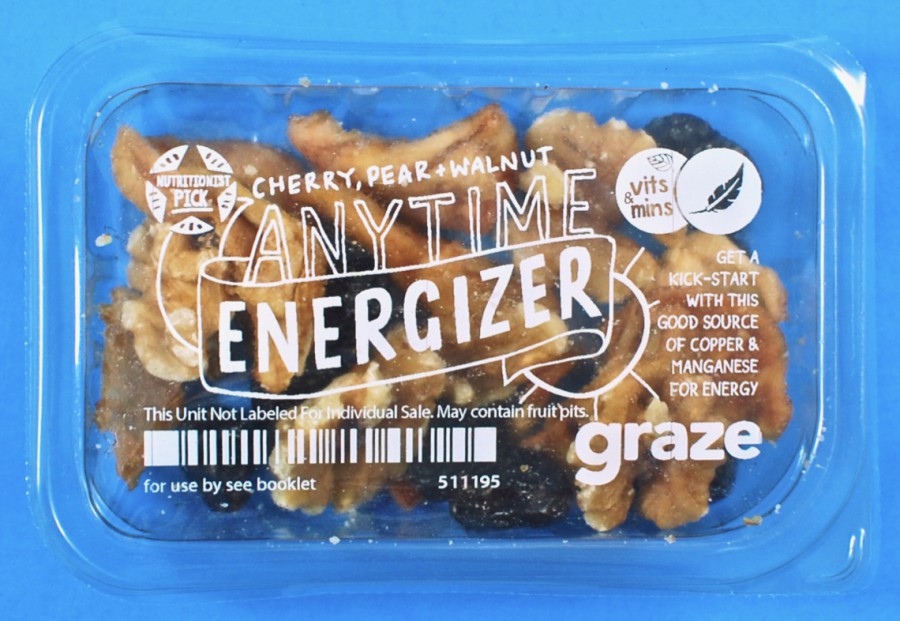 NUTRITIONIST
PICK
CHERRY, PEAR + WALNUT
ANYTIME
ENERGIZER
vits
& mins
GET A
KICK-START
WITH THIS
GOOD SOURCE
OF COPPER &
MANGANESE
FOR ENERGY
This Unit Not Labeled For Individual Sale. May contain fruit pits.
graze
for use by see booklet
511195